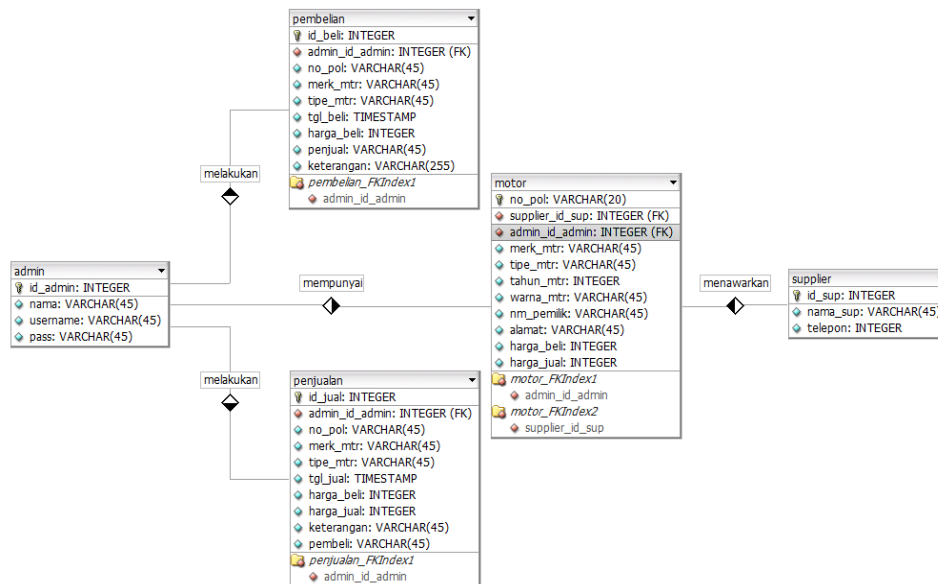 pembelian
id_beli: INTEGER
admin_id_admin: INTEGER (FK)
no_pol: VARCHAR(45)
merk_mtr: VARCHAR(45)
tipe_mtr: VARCHAR(45)
tgl_beli: TIMESTAMP
harga_beli: INTEGER
penjual: VARCHAR(45)
keterangan: VARCHAR(255)
pembelian_FKIndex1
admin_id_admin
melakukan
admin
id_admin: INTEGER
nama: VARCHAR(45)
username: VARCHAR(45)
pass: VARCHAR(45)
mempunyai
melakukan
penjualan
id_jual: INTEGER
admin_id_admin: INTEGER (FK)
no_pol: VARCHAR(45)
merk_mtr: VARCHAR(45)
tipe_mtr: VARCHAR(45)
tgl_jual: TIMESTAMP
harga_beli: INTEGER
harga_jual: INTEGER
keterangan: VARCHAR(45)
pembeli: VARCHAR(45)
penjualan_FKIndex1
admin_id_admin
motor
no_pol: VARCHAR(20)
supplier_id_sup: INTEGER (FK)
admin_id_admin: INTEGER (FK)
merk_mtr: VARCHAR(45)
tipe_mtr: VARCHAR(45)
tahun_mtr: INTEGER
warna_mtr: VARCHAR(45)
nm_pemilik: VARCHAR(45)
alamat: VARCHAR(45)
harga_beli: INTEGER
harga_jual: INTEGER
motor_FKIndex1
admin_id_admin
motor_FKIndex2
supplier_id_sup
menawarkan
supplier
id_sup: INTEGER
nama_sup: VARCHAR(45)
telepon: INTEGER